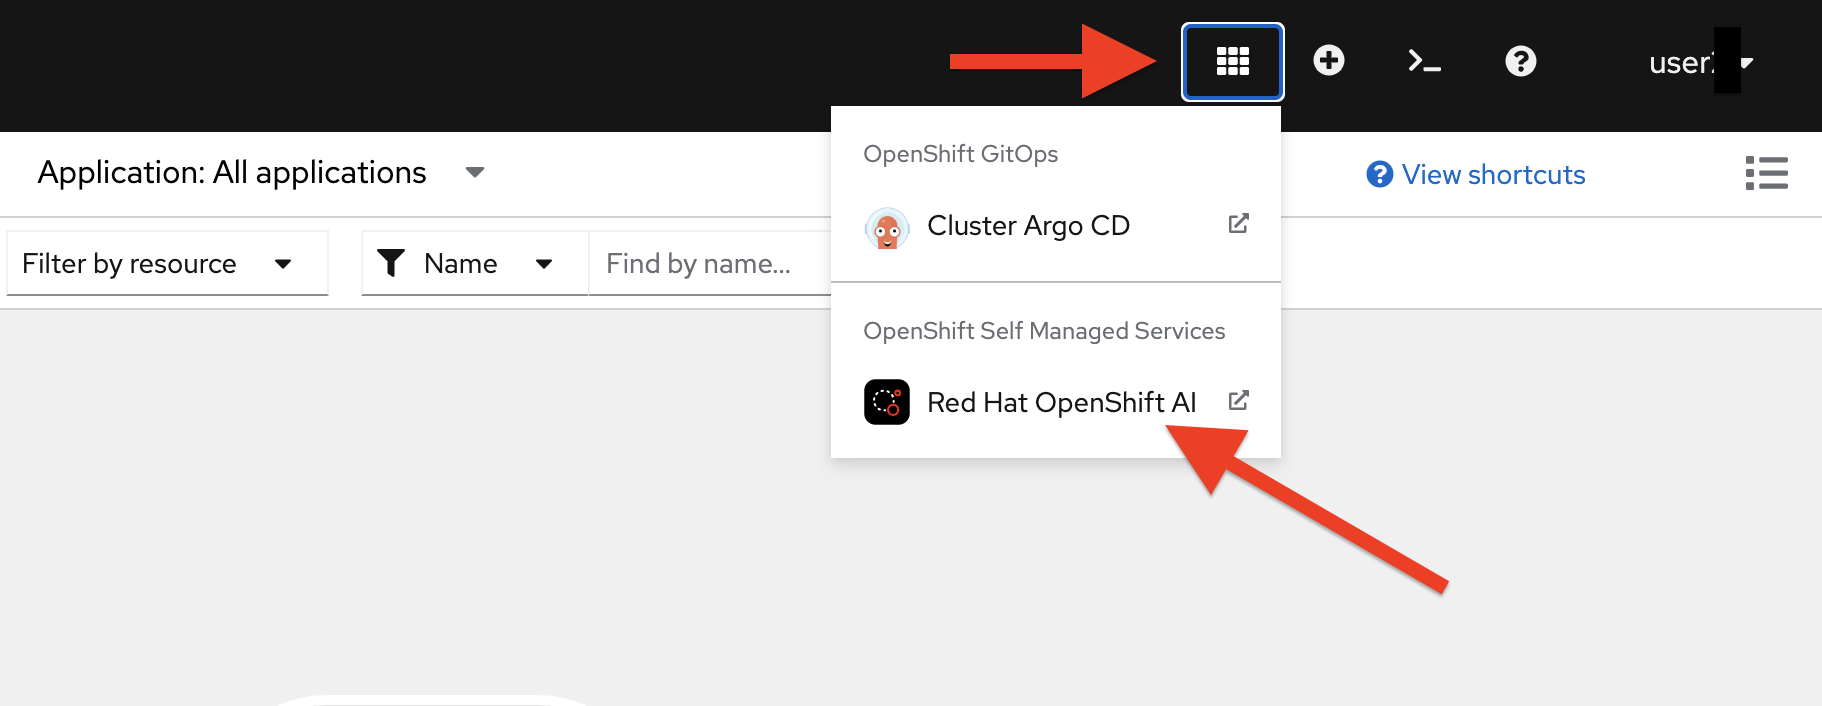 user
Application: All applications
View shortcuts
Filter by resource
Name
Find by name...
OpenShift GitOps
Cluster Argo CD
OpenShift Self Managed Services
Red Hat OpenShift AI